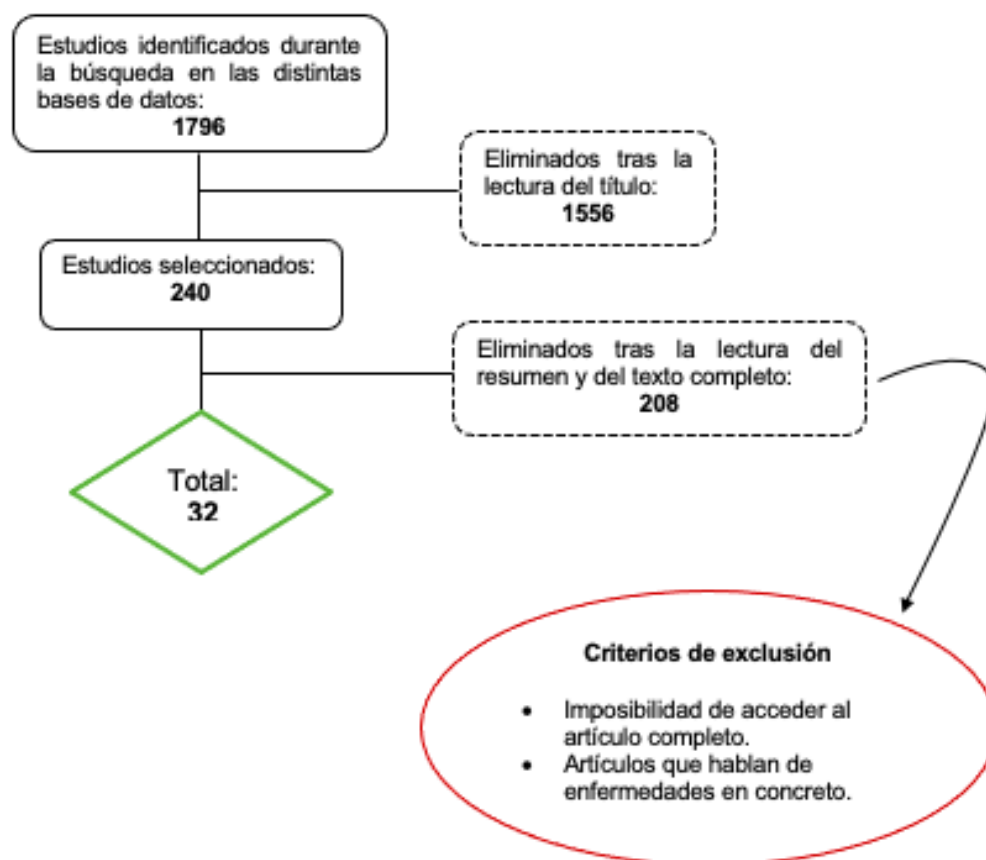 Estudios identificados durante
la búsqueda en las distintas
bases de datos:
1796
Eliminados tras la
lectura del título:
1556
Estudios seleccionados:
240
Eliminados tras la lectura del
resumen y del texto completo:
208
Total:
32
Criterios de exclusión
• Imposibilidad de acceder al
artículo completo.
• Artículos que hablan de
enfermedades en concreto.